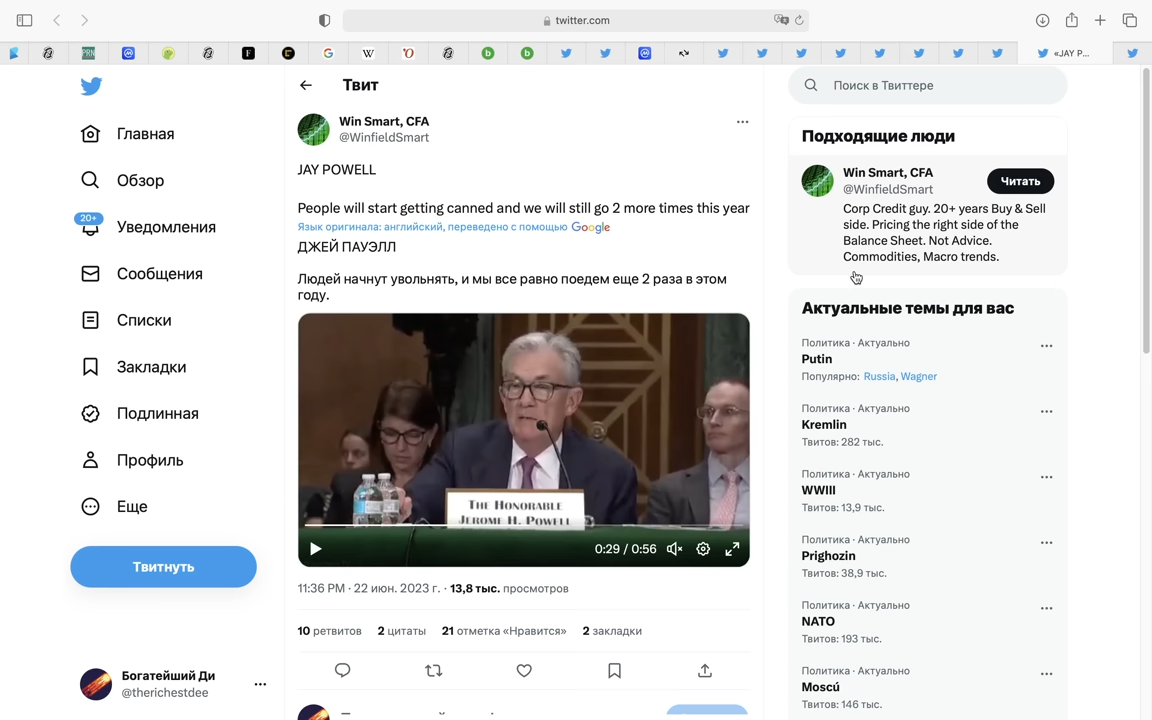 twitter.com
«JAY P...
Главная
Обзор
20+
Уведомления
Сообщения
Списки
Закладки
Подлинная
Профиль
Еще
Твитнуть
Богатейший Ди
@therichestdee
Твит
Win Smart, CFA
@WinfieldSmart
JAY POWELL
People will start getting canned and we will still go 2 more times this year
Язык оригинала: английский, переведено с помощью Google
ДЖЕЙ ПАУЭЛЛ
Людей начнут увольнять, и мы все равно поедем еще 2 раза в этом
году.
THE HONORABLE
JEROME H. POWELL
0:29 / 0:56
11:36 PM · 22 июн. 2023 г. · 13,8 тыс. просмотров
10 ретвитов 2 цитаты 21 отметка «Нравится» 2 закладки
Поиск в Твиттере
Подходящие люди
Win Smart, CFA
@WinfieldSmart
Читать
Corp Credit guy. 20+ years Buy & Sell
side. Pricing the right side of the
Balance Sheet. Not Advice.
Commodities, Macro trends.
Актуальные темы для вас
Политика · Актуально
Putin
Популярно: Russia, Wagner
Политика · Актуально
Kremlin
Твитов: 282 тыс.
Политика · Актуально
WWIII
Твитов: 13,9 тыс.
Политика · Актуально
Prighozin
Твитов: 38,9 тыс.
Политика · Актуально
NATO
Твитов: 193 тыс.
Политика · Актуально
Moscú
Твитов: 146 тыс.